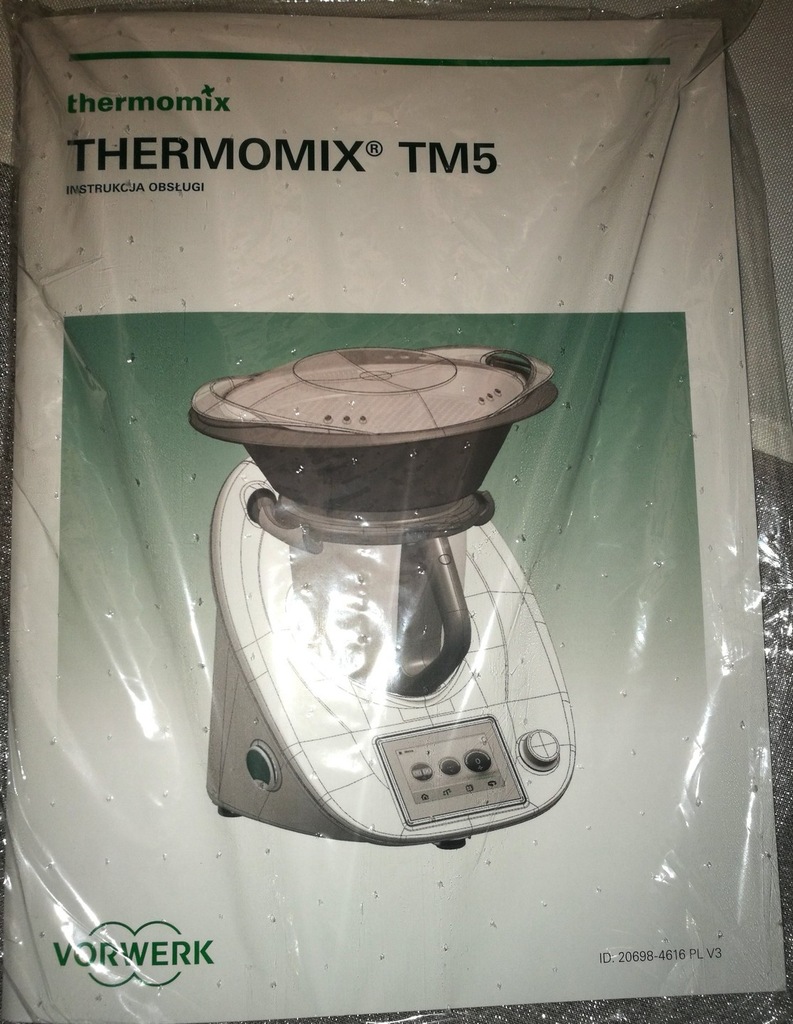 thermomix
THERMOMIX® TM5
INSTRUKCJA OBSŁUGI
VORWERK
ID. 20698-4616 PL V3